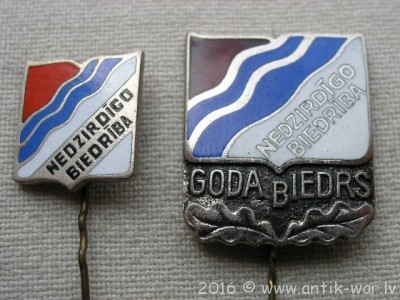 NEDZIRDĪGO
BIEDRĪBA
NEDZIRDĪGO
BIEDRĪBA
GODA BIEDRS
2016 © www.antik-war.lv